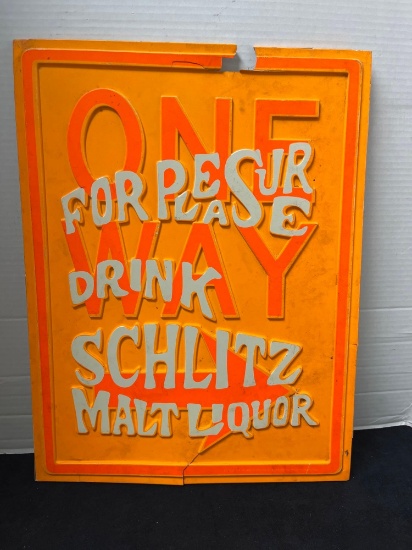 ONE
WAY
FOR PLEASURE
DRINK
SCHLITZ
MALT LIQUOR